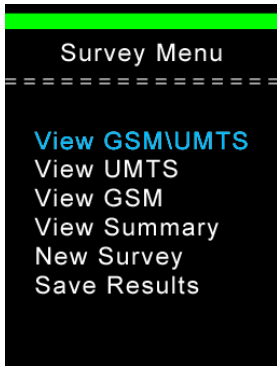 Survey Menu
= = = = = = = = = = = = = = = =
View GSM\UMTS
View UMTS
View GSM
View Summary
New Survey
Save Results